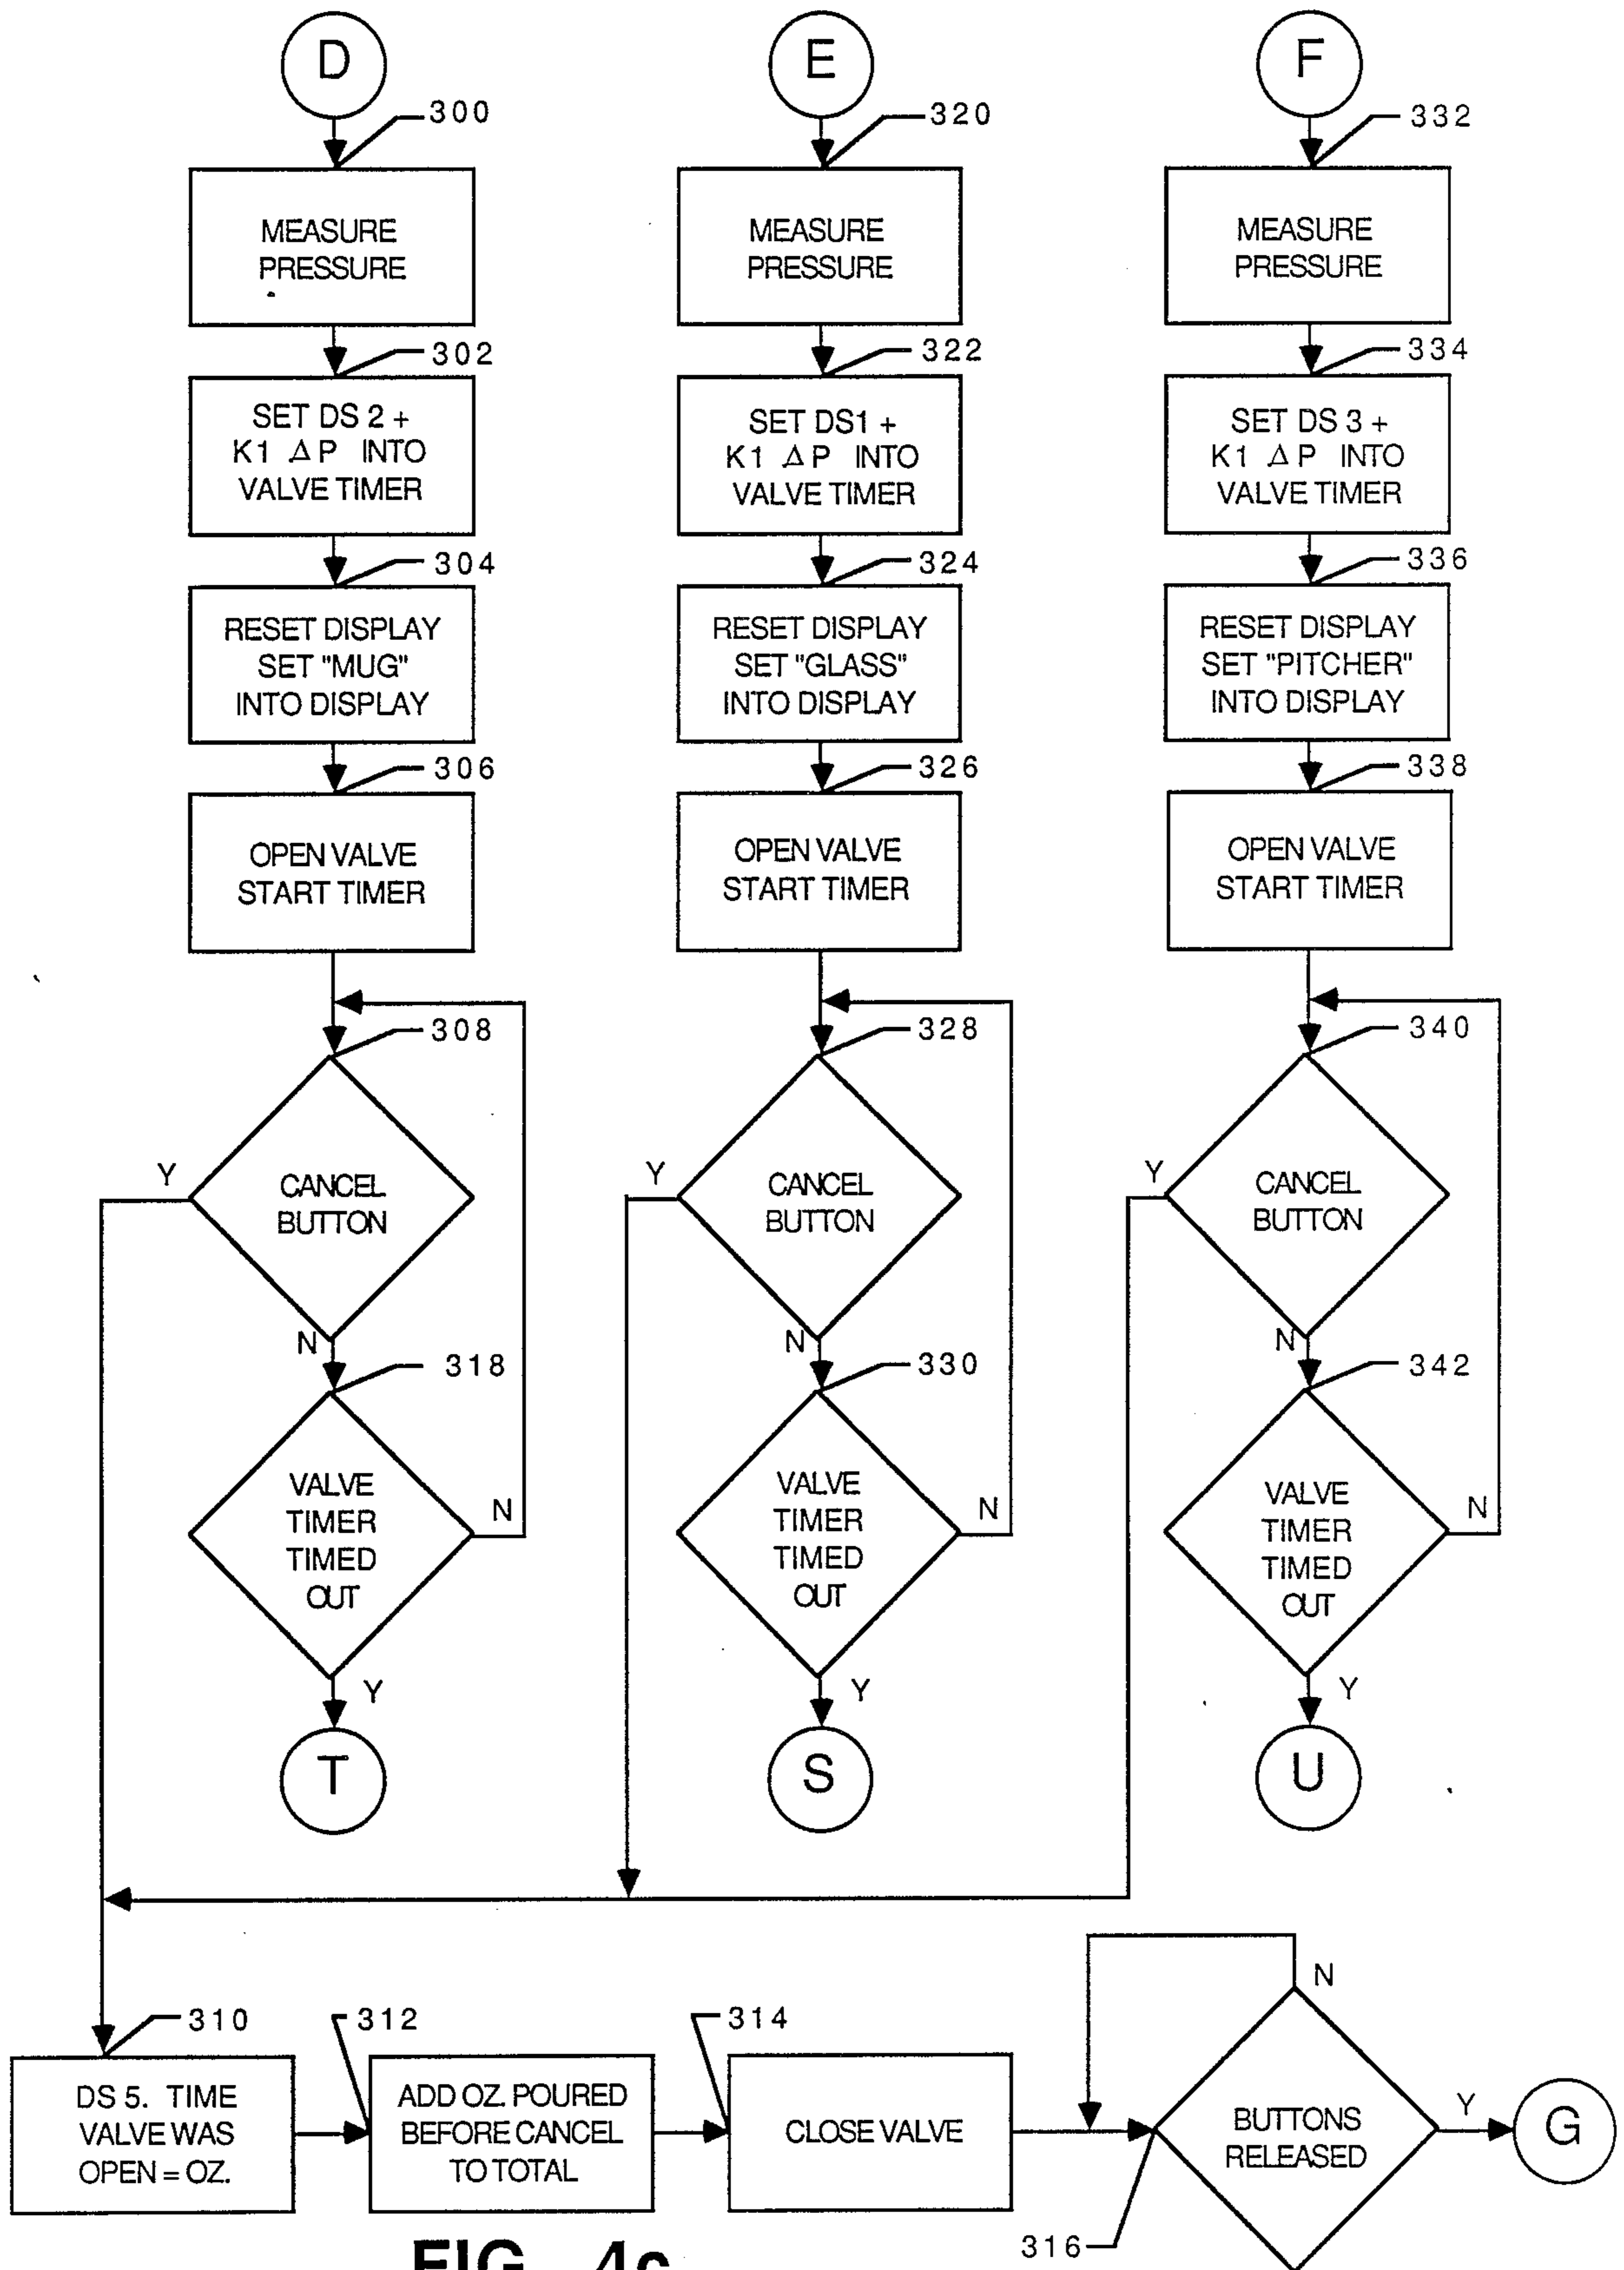 D
300
MEASURE
PRESSURE
302
SET DS 2 +
K1 Δ P INTO
VALVE TIMER
304
RESET DISPLAY
SET "MUG"
INTO DISPLAY
306
OPEN VALVE
START TIMER
308
CANCEL
BUTTON
Y
N
318
VALVE
TIMER
TIMED
OUT
N
Y
T
E
320
MEASURE
PRESSURE
322
SET DS1 +
K1 Δ P INTO
VALVE TIMER
324
RESET DISPLAY
SET "GLASS"
INTO DISPLAY
326
OPEN VALVE
START TIMER
328
CANCEL
BUTTON
Y
N
330
VALVE
TIMER
TIMED
OUT
N
Y
S
F
332
MEASURE
PRESSURE
334
SET DS 3 +
K1 Δ P INTO
VALVE TIMER
336
RESET DISPLAY
SET "PITCHER"
INTO DISPLAY
338
OPEN VALVE
START TIMER
340
CANCEL
BUTTON
Y
N
342
VALVE
TIMER
TIMED
OUT
N
Y
U
310
DS 5. TIME
VALVE WAS
OPEN = OZ.
312
ADD OZ. POURED
BEFORE CANCEL
TO TOTAL
314
CLOSE VALVE
316
BUTTONS
RELEASED
N
Y
G
FIG. 4c